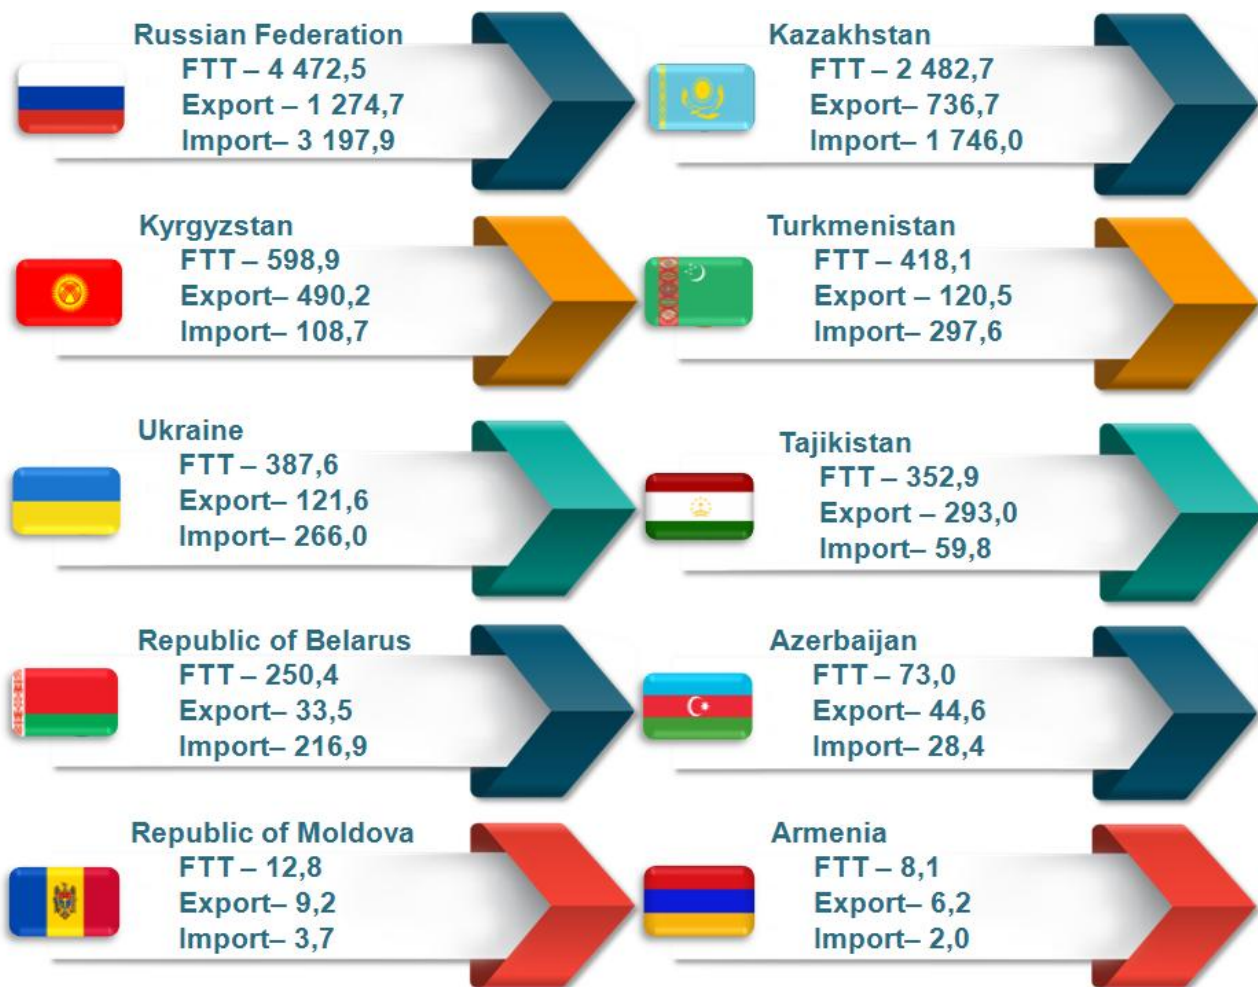 Russian Federation
FTT – 4 472,5
Export – 1 274,7
Import– 3 197,9
Kazakhstan
FTT – 2 482,7
Export– 736,7
Import– 1 746,0
Kyrgyzstan
FTT – 598,9
Export– 490,2
Import– 108,7
Turkmenistan
FTT – 418,1
Export – 120,5
Import– 297,6
Ukraine
FTT – 387,6
Export– 121,6
Import– 266,0
Tajikistan
FTT – 352,9
Export – 293,0
Import– 59,8
Republic of Belarus
FTT – 250,4
Export– 33,5
Import– 216,9
Azerbaijan
FTT – 73,0
Export– 44,6
Import– 28,4
Republic of Moldova
FTT – 12,8
Export– 9,2
Import– 3,7
Armenia
FTT – 8,1
Export– 6,2
Import– 2,0